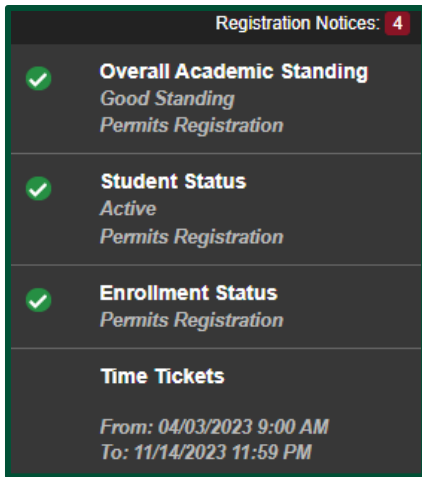 Registration Notices: 4
Overall Academic Standing
Good Standing
Permits Registration
Student Status
Active
Permits Registration
Enrollment Status
Permits Registration
Time Tickets
From: 04/03/2023 9:00 AM
To: 11/14/2023 11:59 PM